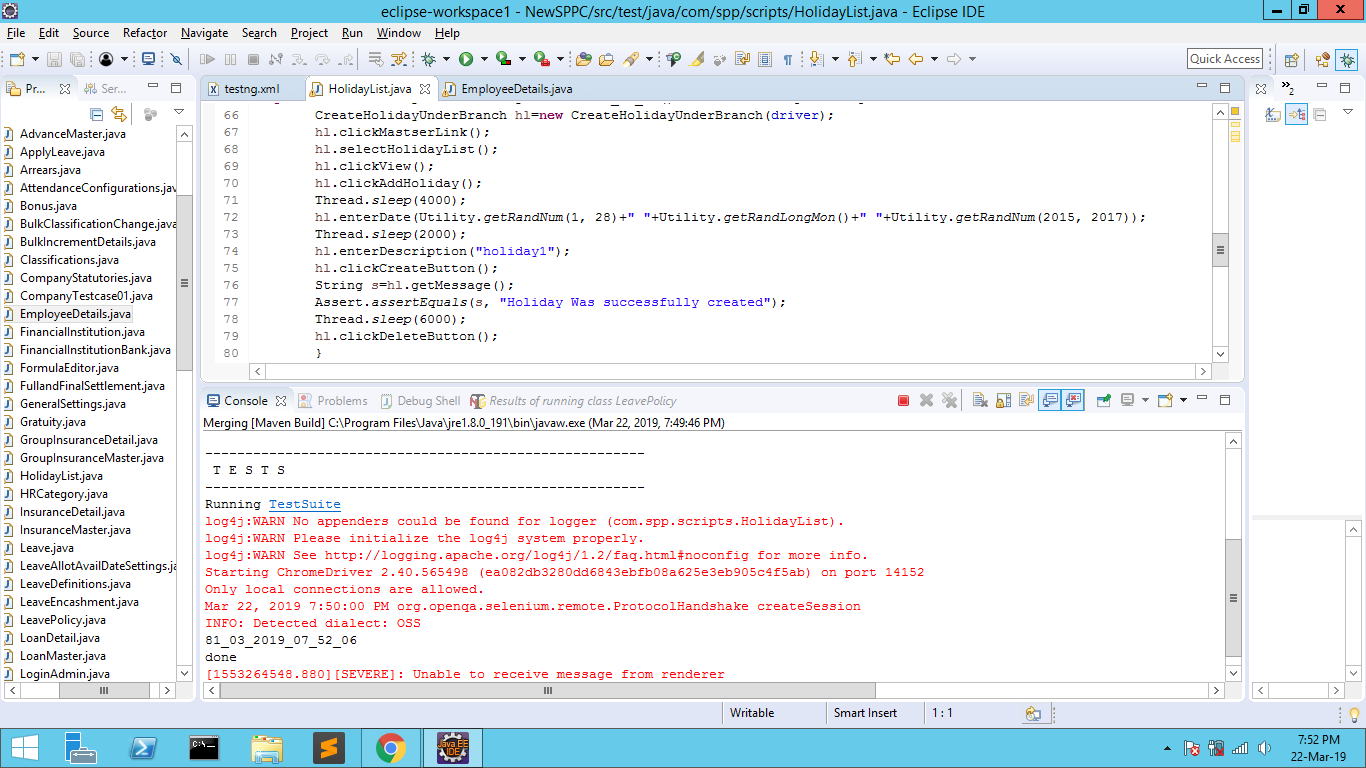 eclipse-workspace1 - NewSPPC/src/test/java/com/spp/scripts/HolidayList.java - Eclipse IDE
File Edit Source Refactor Navigate Search Project Run Window Help
Quick Access
Pr... Ser...
testng.xml HolidayList.java EmployeeDetails.java
2
AdvanceMaster.java
ApplyLeave.java
Arrears.java
AttendanceConfigurations.jav
Bonus.java
BulkClassificationChange.java
BulkIncrementDetails.java
Classifications.java
CompanyStatutories.java
CompanyTestcase01.java
EmployeeDetails.java
FinancialInstitution.java
FinancialInstitutionBank.java
FormulaEditor.java
FullandFinalSettlement.java
GeneralSettings.java
Gratuity.java
GroupInsuranceDetail.java
GroupInsuranceMaster.java
HolidayList.java
HRCategory.java
InsuranceDetail.java
InsuranceMaster.java
Leave.java
LeaveAllotAvailDateSettings.ja
LeaveDefinitions.java
LeaveEncashment.java
LeavePolicy.java
LoanDetail.java
LoanMaster.java
LoginAdmin.java
66 CreateHolidayUnderBranch hl=new CreateHolidayUnderBranch(driver);
67 hl.clickMastserLink();
68 hl.selectHolidayList();
69 hl.clickView();
70 hl.clickAddHoliday();
71 Thread.sleep(4000);
72 hl.enterDate(Utility.getRandNum(1, 28)+" "+Utility.getRandLongMon()+" "+Utility.getRandNum(2015, 2017));
73 Thread.sleep(2000);
74 hl.enterDescription("holiday1");
75 hl.clickCreateButton();
76 String s=hl.getMessage();
77 Assert.assertEquals(s, "Holiday Was successfully created");
78 Thread.sleep(6000);
79 hl.clickDeleteButton();
80 }
Console Problems Debug Shell Results of running class LeavePolicy
Merging [Maven Build] C:\Program Files\Java\jre1.8.0_191\bin\javaw.exe (Mar 22, 2019, 7:49:46 PM)
-------------------------------------------------------
T E S T S
-------------------------------------------------------
Running TestSuite
log4j:WARN No appenders could be found for logger (com.spp.scripts.HolidayList).
log4j:WARN Please initialize the log4j system properly.
log4j:WARN See http://logging.apache.org/log4j/1.2/faq.html#noconfig for more info.
Starting ChromeDriver 2.40.565498 (ea082db3280dd6843ebfb08a625e3eb905c4f5ab) on port 14152
Only local connections are allowed.
Mar 22, 2019 7:50:00 PM org.openqa.selenium.remote.ProtocolHandshake createSession
INFO: Detected dialect: OSS
81_03_2019_07_52_06
done
[1553264548.880][SEVERE]: Unable to receive message from renderer
Writable Smart Insert 1 : 1
Java EE
IDE
7:52 PM
22-Mar-19